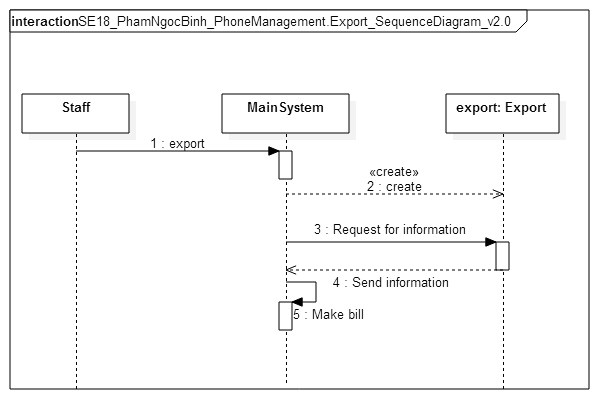 interactionSE18_PhamNgocBinh_PhoneManagement.Export_SequenceDiagram_v2.0
Staff
MainSystem
export: Export
1 : export
«create»
2 : create
3 : Request for information
4 : Send information
5 : Make bill